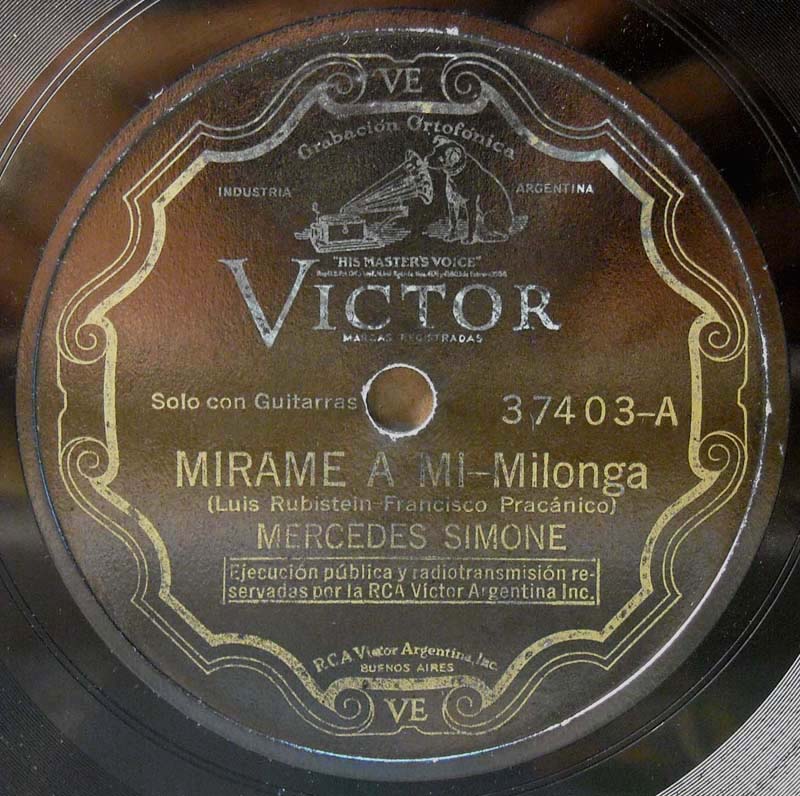 VE
Grabación Ortofónica
INDUSTRIA ARGENTINA
"HIS MASTER'S VOICE"
VICTOR
MARCAS REGISTRADAS
Solo con Guitarras 37403-A
MIRAME A MI-Milonga
(Luis Rubistein-Francisco Pracánico)
MERCEDES SIMONE
Ejecución pública y radiotransmisión re-
servadas por la RCA Víctor Argentina Inc.
RCA Victor Argentina, Inc.
BUENOS AIRES
VE